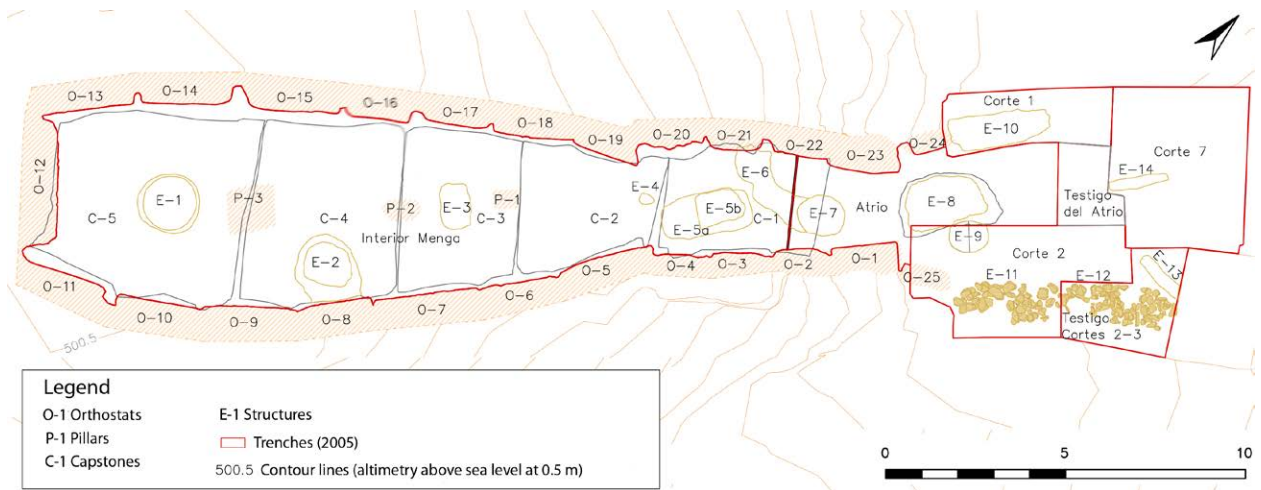 O-13
O-14
O-15
O-16
O-17
O-18
O-19
O-20
O-21
O-22
O-23
O-24
Corte 1
E-10
Corte 7
E-14
O-12
E-1
C-5
P-3
C-4
P-2
E-3
C-3
P-1
C-2
E-4
E-6
E-5b
E-5a
C-1
E-7
Atrio
E-8
Testigo
del Atrio
Interior Menga
E-2
E-9
Corte 2
E-11
E-12
E-13
Testigo
Cortes 2-3
O-11
O-10
O-9
O-8
O-7
O-6
O-5
O-4
O-3
O-2
O-1
O-25
500.5
Legend
O-1 Orthostats
E-1 Structures
P-1 Pillars
Trenches (2005)
C-1 Capstones
500.5 Contour lines (altimetry above sea level at 0.5 m)
0
5
10